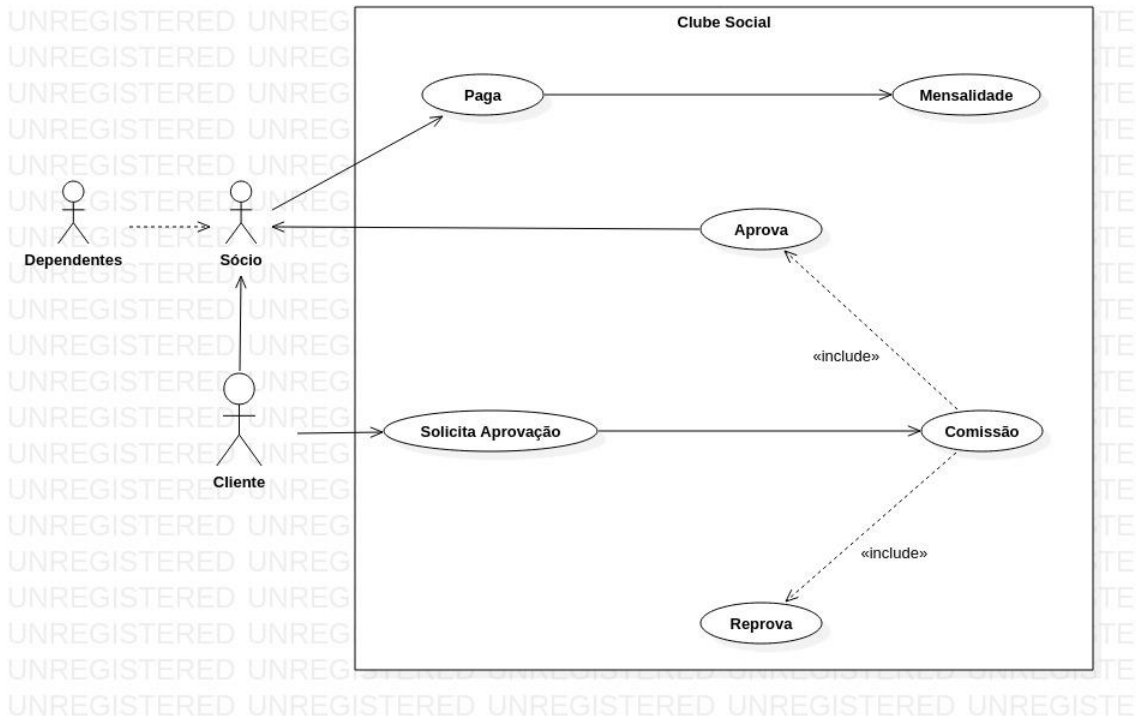 Clube Social
Paga
Mensalidade
Dependentes
Sócio
Aprova
«include»
Cliente
Solicita Aprovação
Comissão
«include»
Reprova
UNREGISTERED